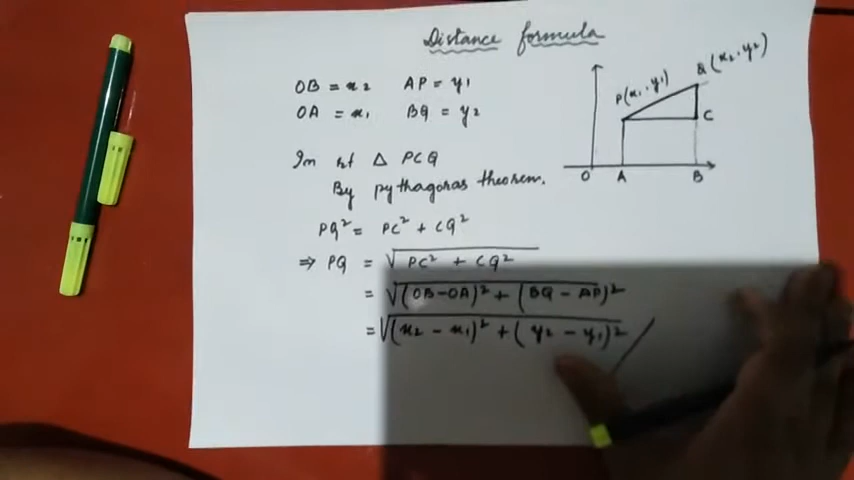 Distance formula
OB = x₂ AP = y₁
OA = x₁ BQ = y₂
In rt Δ PCQ
By pythagoras theorem.
PQ² = PC² + CQ²
⇒ PQ = √PC² + CQ²
= √(OB-OA)² + (BQ - AP)²
= √(x₂ - x₁)² + (y₂ - y₁)²
Q(x₂, y₂)
P(x₁, y₁)
C
O A B